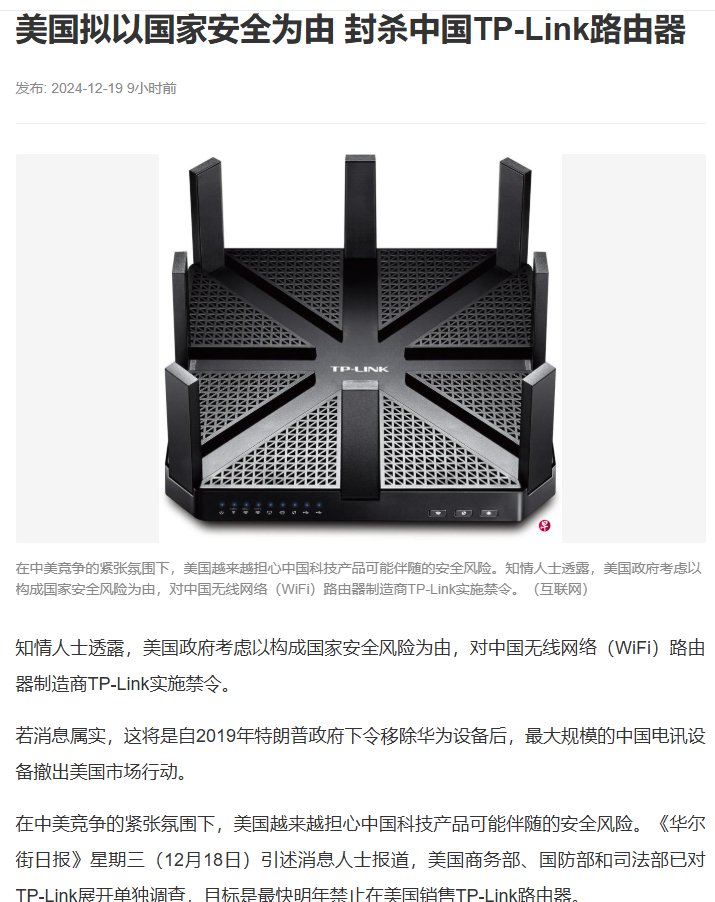 美国拟以国家安全为由 封杀中国TP-Link路由器
发布: 2024-12-19 9小时前
TP-LINK
早
在中美竞争的紧张氛围下，美国越来越担心中国科技产品可能伴随的安全风险。知情人士透露，美国政府考虑以
构成国家安全风险为由，对中国无线网络（WiFi）路由器制造商TP-Link实施禁令。（互联网）
知情人士透露，美国政府考虑以构成国家安全风险为由，对中国无线网络（WiFi）路由
器制造商TP-Link实施禁令。
若消息属实，这将是自2019年特朗普政府下令移除华为设备后，最大规模的中国电讯设
备撤出美国市场行动。
在中美竞争的紧张氛围下，美国越来越担心中国科技产品可能伴随的安全风险。《华尔
街日报》星期三（12月18日）引述消息人士报道，美国商务部、国防部和司法部已对
TP-Link展开单独调查，目标是最快明年禁止在美国销售TP-Link路由器。